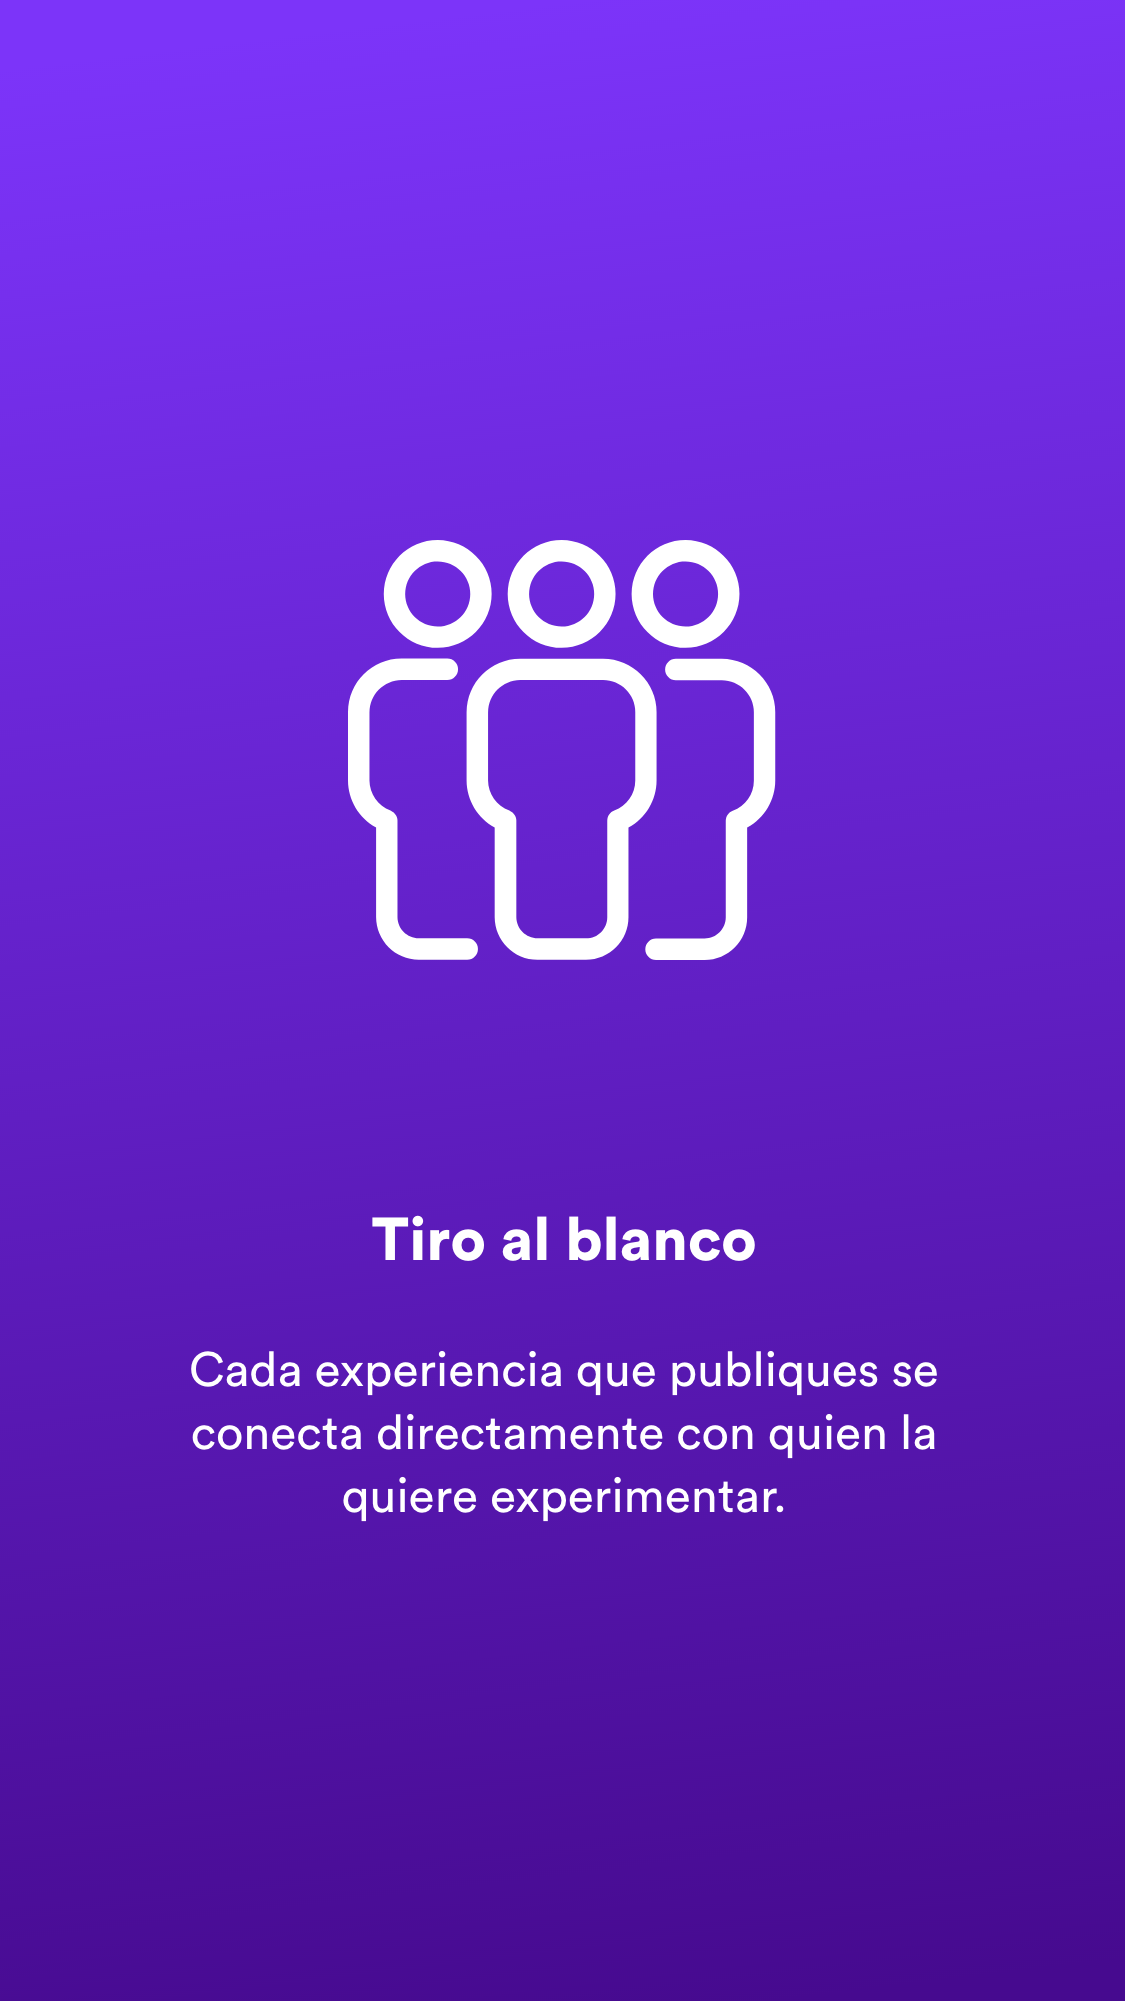 Tiro al blanco
Cada experiencia que publiques se
conecta directamente con quien la
quiere experimentar.